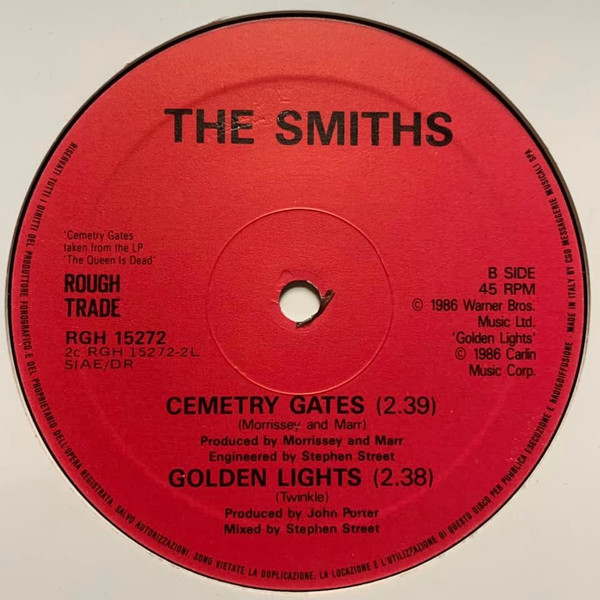 THE SMITHS
'Cemetry Gates
taken from the LP
'The Queen Is Dead'
ROUGH
TRADE
RGH 15272
2c RGH 15272-2L
SIAE/DR
B SIDE
45 RPM
© 1986 Warner Bros.
Music Ltd.
'Golden Lights'
© 1986 Carlin
Music Corp.
CEMETRY GATES (2.39)
(Morrissey and Marr)
Produced by Morrissey and Marr
Engineered by Stephen Street
GOLDEN LIGHTS (2.38)
(Twinkle)
Produced by John Porter
Mixed by Stephen Street
RISERVATI TUTTI I DIRITTI DEL PRODUTTORE FONOGRAFICO E DEL PROPRIETARIO DELL'OPERA REGISTRATA. SALVO AUTORIZZAZIONI, SONO VIETATE LA DUPLICAZIONE, LA LOCAZIONE E L'UTILIZZAZIONE DI QUESTO DISCO PER PUBBLICA ESECUZIONE E RADIODIFFUSIONE. MADE IN ITALY BY CGD MESSAGGERIE MUSICALI SPA